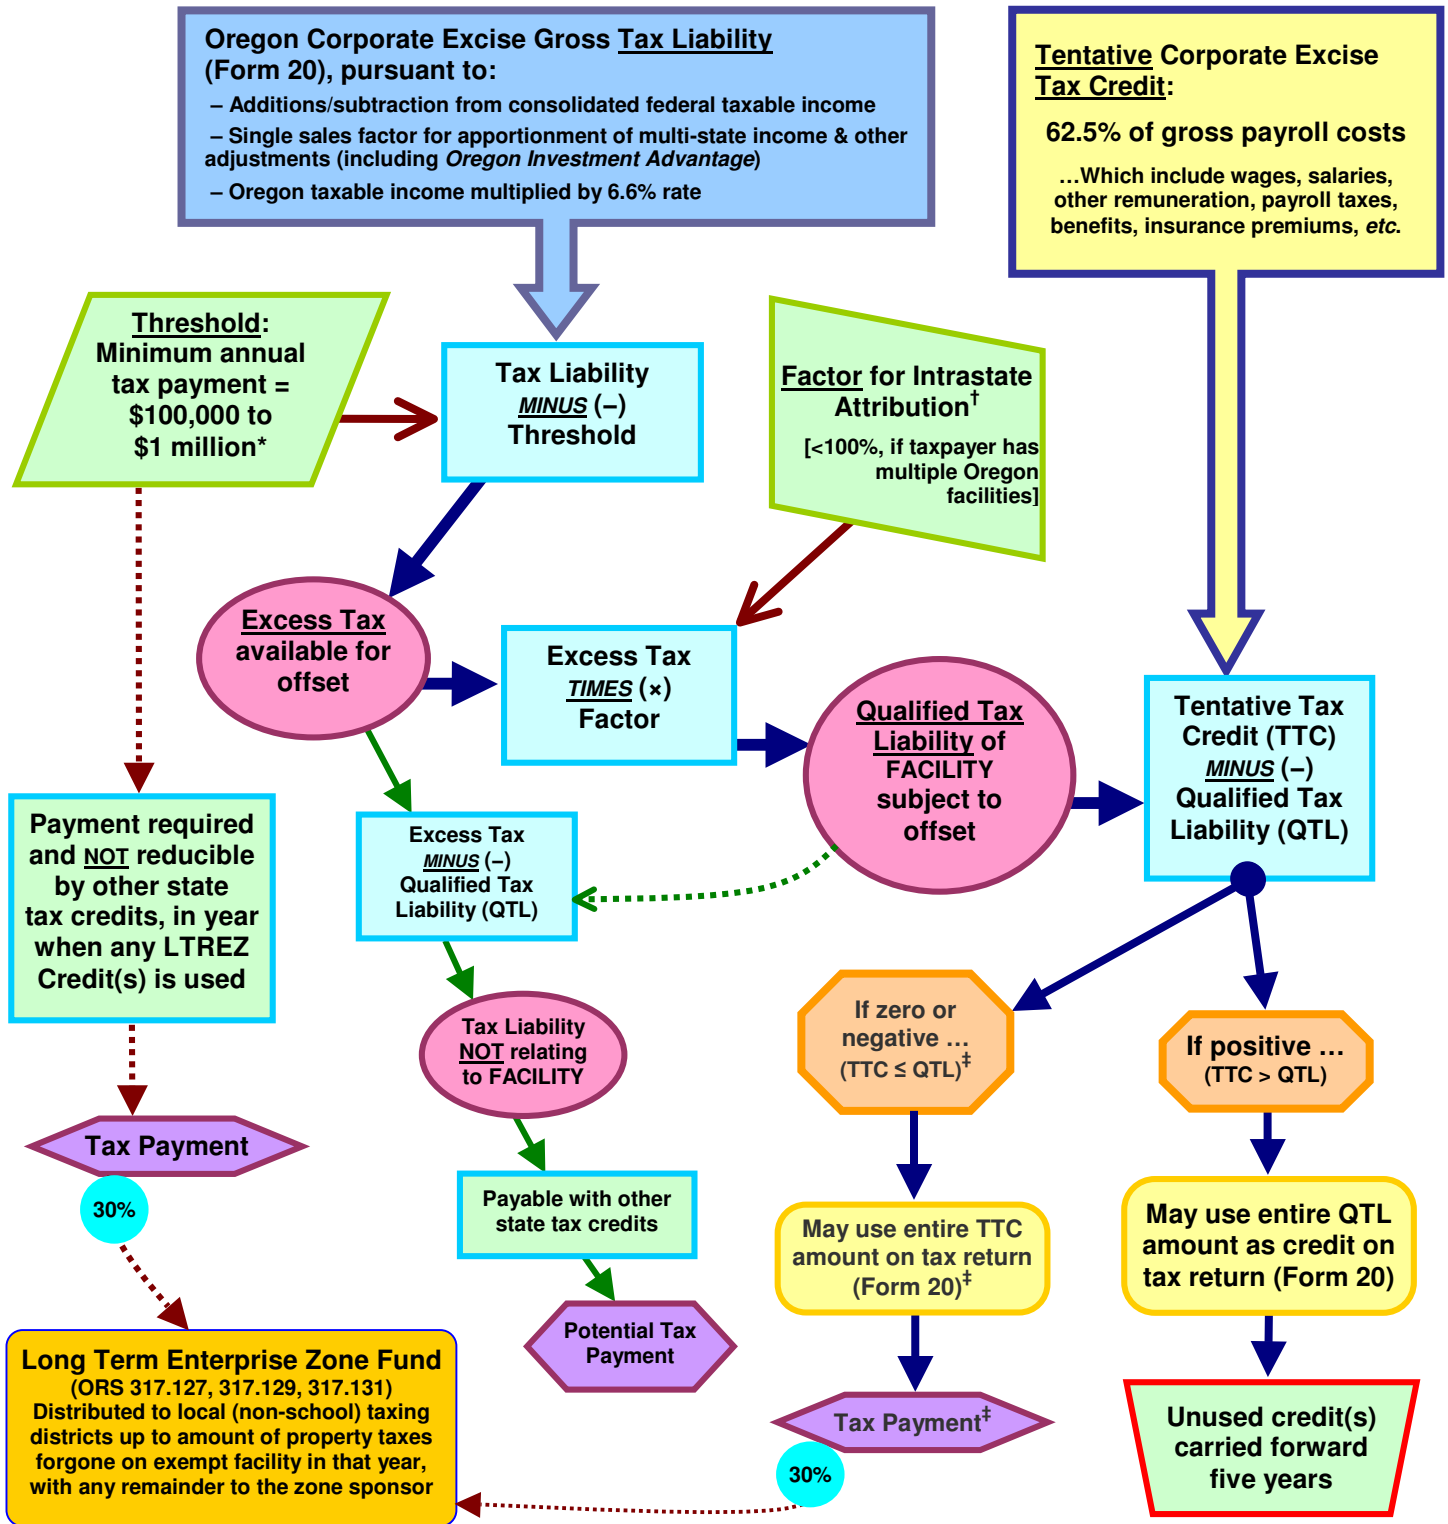 Oregon Corporate Excise Gross Tax Liability
(Form 20), pursuant to:
– Additions/subtraction from consolidated federal taxable income
– Single sales factor for apportionment of multi-state income & other
adjustments (including Oregon Investment Advantage)
– Oregon taxable income multiplied by 6.6% rate
Tentative Corporate Excise
Tax Credit:
62.5% of gross payroll costs
…Which include wages, salaries,
other remuneration, payroll taxes,
benefits, insurance premiums, etc.
Threshold:
Minimum annual
tax payment =
$100,000 to
$1 million*
Tax Liability
MINUS (–)
Threshold
Factor for Intrastate
Attribution†
[<100%, if taxpayer has
multiple Oregon
facilities]
Excess Tax
available for
offset
Excess Tax
TIMES (×)
Factor
Qualified Tax
Liability of
FACILITY
subject to
offset
Tentative Tax
Credit (TTC)
MINUS (–)
Qualified Tax
Liability (QTL)
Payment required
and NOT reducible
by other state
tax credits, in year
when any LTREZ
Credit(s) is used
Excess Tax
MINUS (–)
Qualified Tax
Liability (QTL)
Tax Liability
NOT relating
to FACILITY
If zero or
negative …
(TTC ≤ QTL)‡
If positive …
(TTC > QTL)
Tax Payment
30%
Payable with other
state tax credits
May use entire TTC
amount on tax return
(Form 20)‡
May use entire QTL
amount as credit on
tax return (Form 20)
Potential Tax
Payment
Long Term Enterprise Zone Fund
(ORS 317.127, 317.129, 317.131)
Distributed to local (non-school) taxing
districts up to amount of property taxes
forgone on exempt facility in that year,
with any remainder to the zone sponsor
Tax Payment‡
30%
Unused credit(s)
carried forward
five years